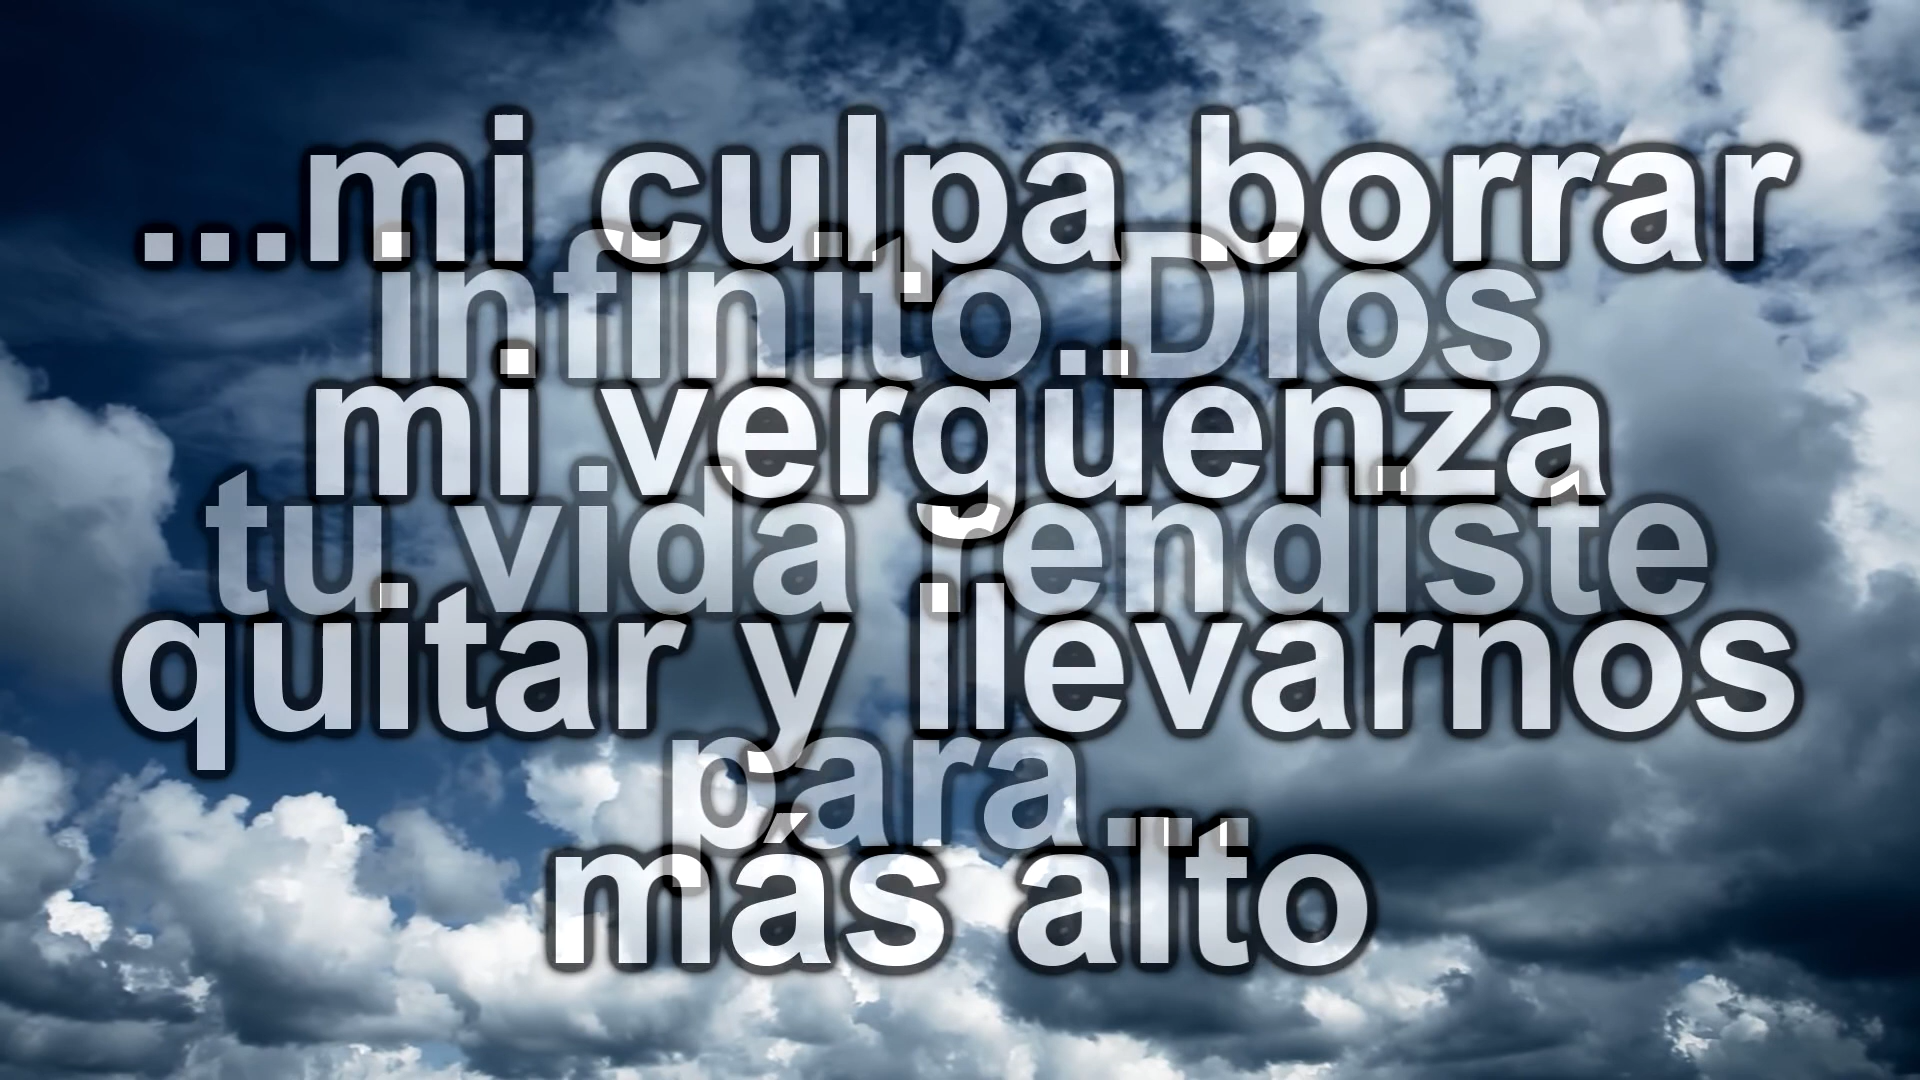 ...mi culpa borrar
infinito Dios
mi vergüenza
tu vida rendiste
quitar y llevarnos
para...
más alto